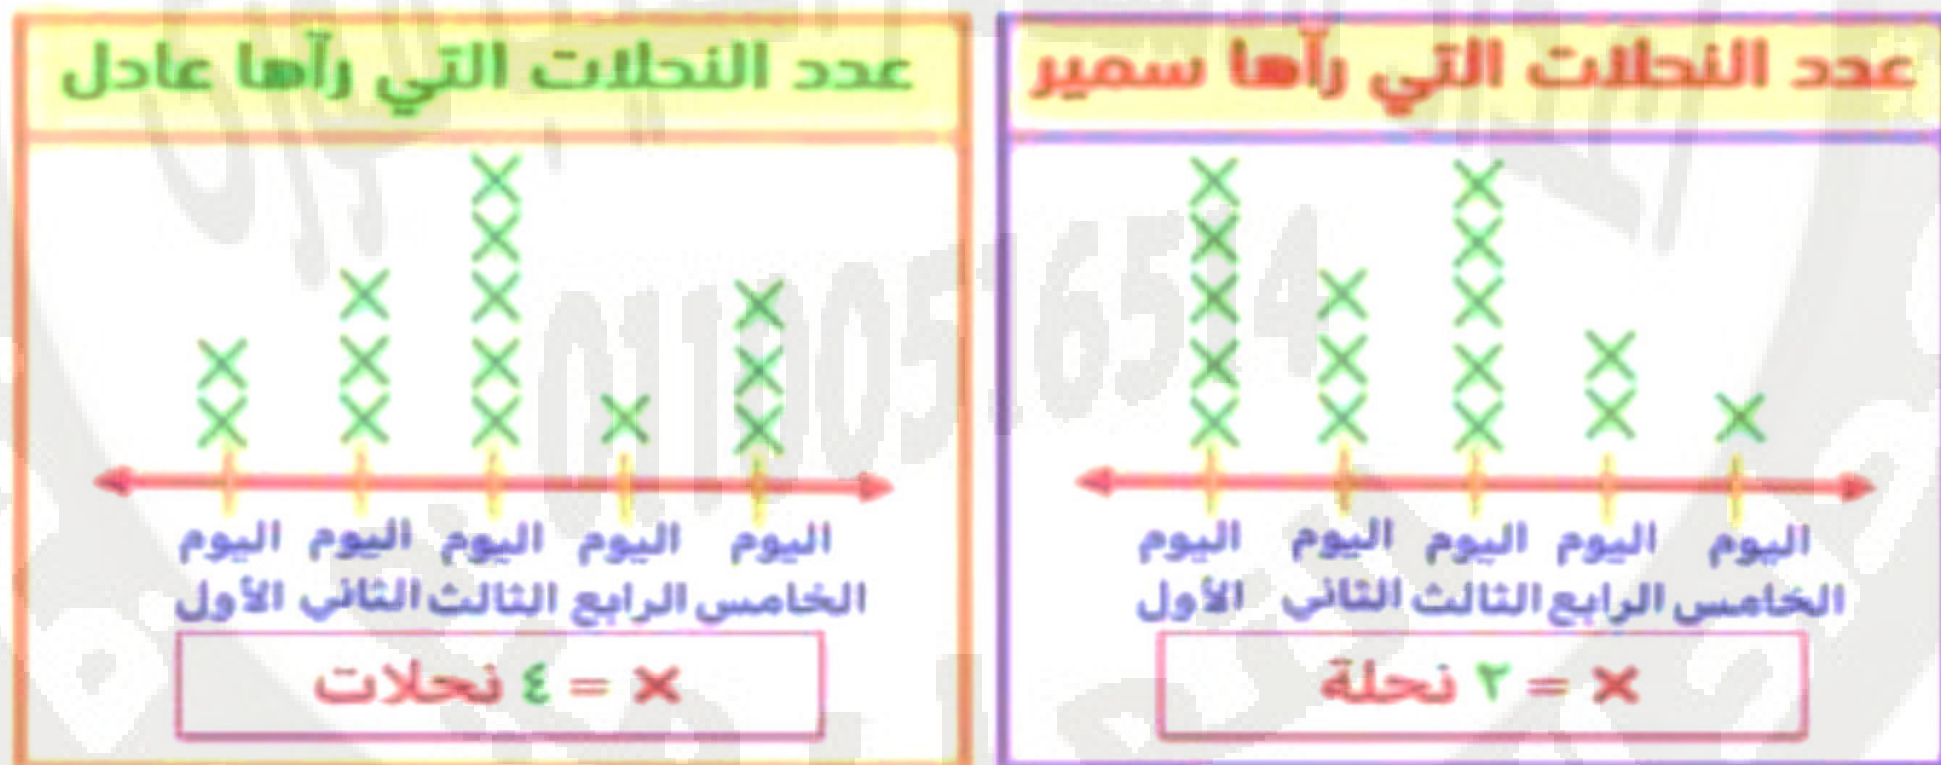 عدد النحلات التي رآها سمير
اليوم الأول
اليوم الثاني
اليوم الثالث
اليوم الرابع
اليوم الخامس
× = ٢ نحلة
عدد النحلات التي رآها عادل
اليوم الأول
اليوم الثاني
اليوم الثالث
اليوم الرابع
اليوم الخامس
× = ٤ نحلات